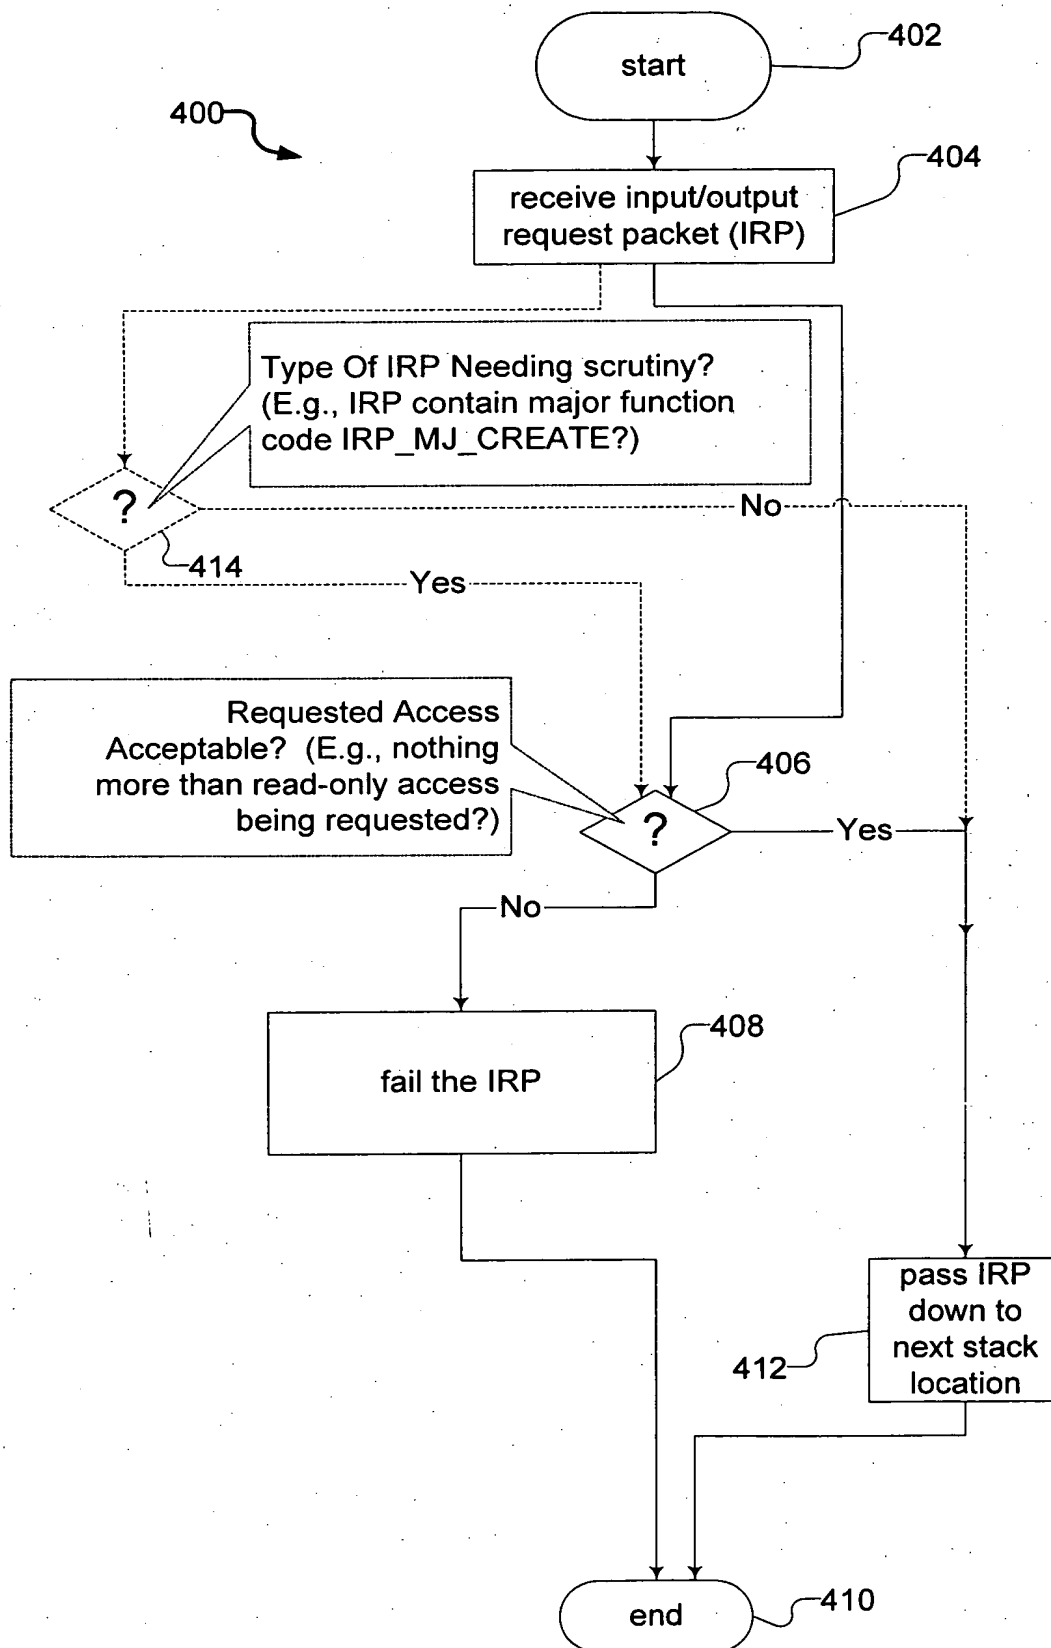 start
402
400
404
receive input/output
request packet (IRP)
Type Of IRP Needing scrutiny?
(E.g., IRP contain major function
code IRP_MJ_CREATE?)
?
No
414
Yes
Requested Access
Acceptable? (E.g., nothing
more than read-only access
being requested?)
406
?
Yes
No
408
fail the IRP
pass IRP
down to
next stack
location
412
end
410